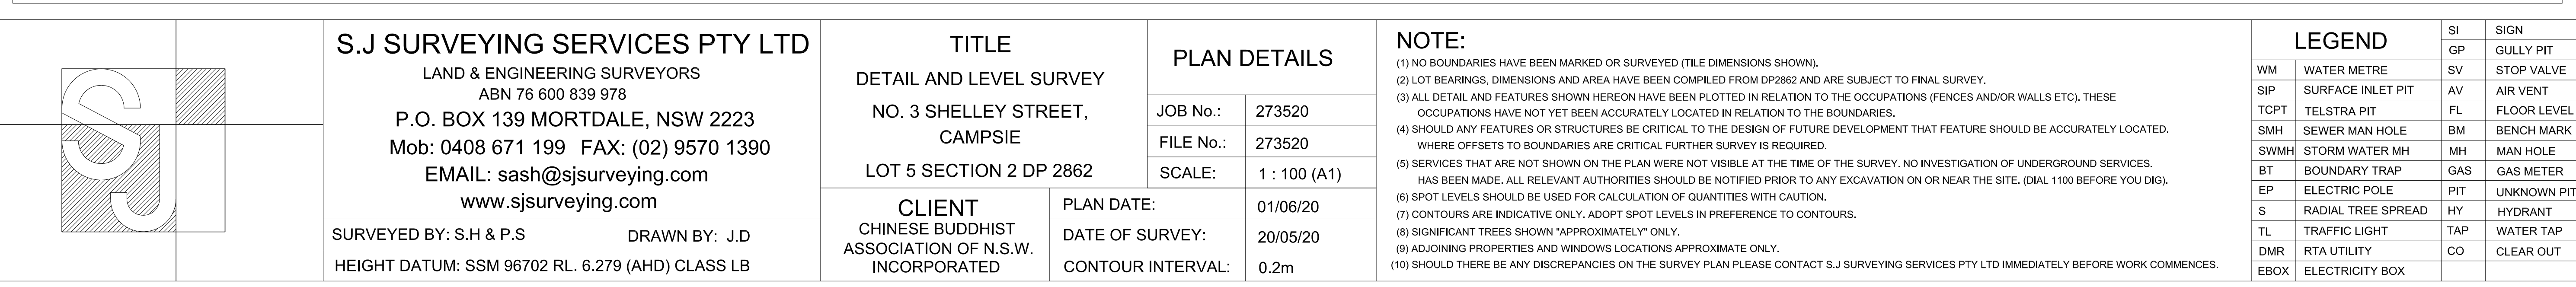 SJ
S.J SURVEYING SERVICES PTY LTD
LAND & ENGINEERING SURVEYORS
ABN 76 600 839 978
P.O. BOX 139 MORTDALE, NSW 2223
Mob: 0408 671 199 FAX: (02) 9570 1390
EMAIL: sash@sjsurveying.com
www.sjsurveying.com
SURVEYED BY: S.H & P.S DRAWN BY: J.D
HEIGHT DATUM: SSM 96702 RL. 6.279 (AHD) CLASS LB
TITLE
DETAIL AND LEVEL SURVEY
NO. 3 SHELLEY STREET,
CAMPSIE
LOT 5 SECTION 2 DP 2862
PLAN DETAILS
JOB No.: 273520
FILE No.: 273520
SCALE: 1 : 100 (A1)
CLIENT
CHINESE BUDDHIST
ASSOCIATION OF N.S.W.
INCORPORATED
PLAN DATE: 01/06/20
DATE OF SURVEY: 20/05/20
CONTOUR INTERVAL: 0.2m
NOTE:
(1) NO BOUNDARIES HAVE BEEN MARKED OR SURVEYED (TILE DIMENSIONS SHOWN).
(2) LOT BEARINGS, DIMENSIONS AND AREA HAVE BEEN COMPILED FROM DP2862 AND ARE SUBJECT TO FINAL SURVEY.
(3) ALL DETAIL AND FEATURES SHOWN HEREON HAVE BEEN PLOTTED IN RELATION TO THE OCCUPATIONS (FENCES AND/OR WALLS ETC). THESE
OCCUPATIONS HAVE NOT YET BEEN ACCURATELY LOCATED IN RELATION TO THE BOUNDARIES.
(4) SHOULD ANY FEATURES OR STRUCTURES BE CRITICAL TO THE DESIGN OF FUTURE DEVELOPMENT THAT FEATURE SHOULD BE ACCURATELY LOCATED.
WHERE OFFSETS TO BOUNDARIES ARE CRITICAL FURTHER SURVEY IS REQUIRED.
(5) SERVICES THAT ARE NOT SHOWN ON THE PLAN WERE NOT VISIBLE AT THE TIME OF THE SURVEY. NO INVESTIGATION OF UNDERGROUND SERVICES.
HAS BEEN MADE. ALL RELEVANT AUTHORITIES SHOULD BE NOTIFIED PRIOR TO ANY EXCAVATION ON OR NEAR THE SITE. (DIAL 1100 BEFORE YOU DIG).
(6) SPOT LEVELS SHOULD BE USED FOR CALCULATION OF QUANTITIES WITH CAUTION.
(7) CONTOURS ARE INDICATIVE ONLY. ADOPT SPOT LEVELS IN PREFERENCE TO CONTOURS.
(8) SIGNIFICANT TREES SHOWN "APPROXIMATELY" ONLY.
(9) ADJOINING PROPERTIES AND WINDOWS LOCATIONS APPROXIMATE ONLY.
(10) SHOULD THERE BE ANY DISCREPANCIES ON THE SURVEY PLAN PLEASE CONTACT S.J SURVEYING SERVICES PTY LTD IMMEDIATELY BEFORE WORK COMMENCES.
LEGEND
WM WATER METRE
SIP SURFACE INLET PIT
TCPT TELSTRA PIT
SMH SEWER MAN HOLE
SWMH STORM WATER MH
BT BOUNDARY TRAP
EP ELECTRIC POLE
S RADIAL TREE SPREAD
TL TRAFFIC LIGHT
DMR RTA UTILITY
EBOX ELECTRICITY BOX
SI SIGN
GP GULLY PIT
SV STOP VALVE
AV AIR VENT
FL FLOOR LEVEL
BM BENCH MARK
MH MAN HOLE
GAS GAS METER
PIT UNKNOWN PIT
HY HYDRANT
TAP WATER TAP
CO CLEAR OUT